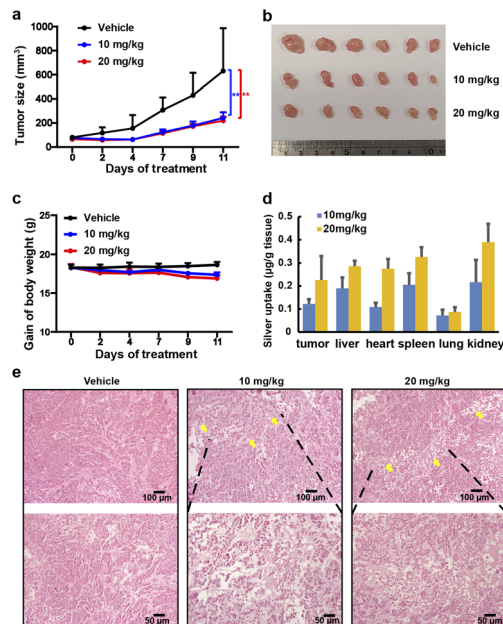 a
Vehicle
10 mg/kg
20 mg/kg
Tumor size (mm³)
1000
800
600
400
200
0
**
**
0 2 4 7 9 11
Days of treatment
b
Vehicle
10 mg/kg
20 mg/kg
c
Vehicle
10 mg/kg
20 mg/kg
Gain of body weight (g)
25
20
15
10
5
0
0 2 4 7 9 11
Days of treatment
d
10mg/kg
20mg/kg
Silver uptake (μg/g tissue)
0.5
0.4
0.3
0.2
0.1
0
tumor liver heart spleen lung kidney
e
Vehicle
10 mg/kg
20 mg/kg
100 μm
100 μm
100 μm
50 μm
50 μm
50 μm